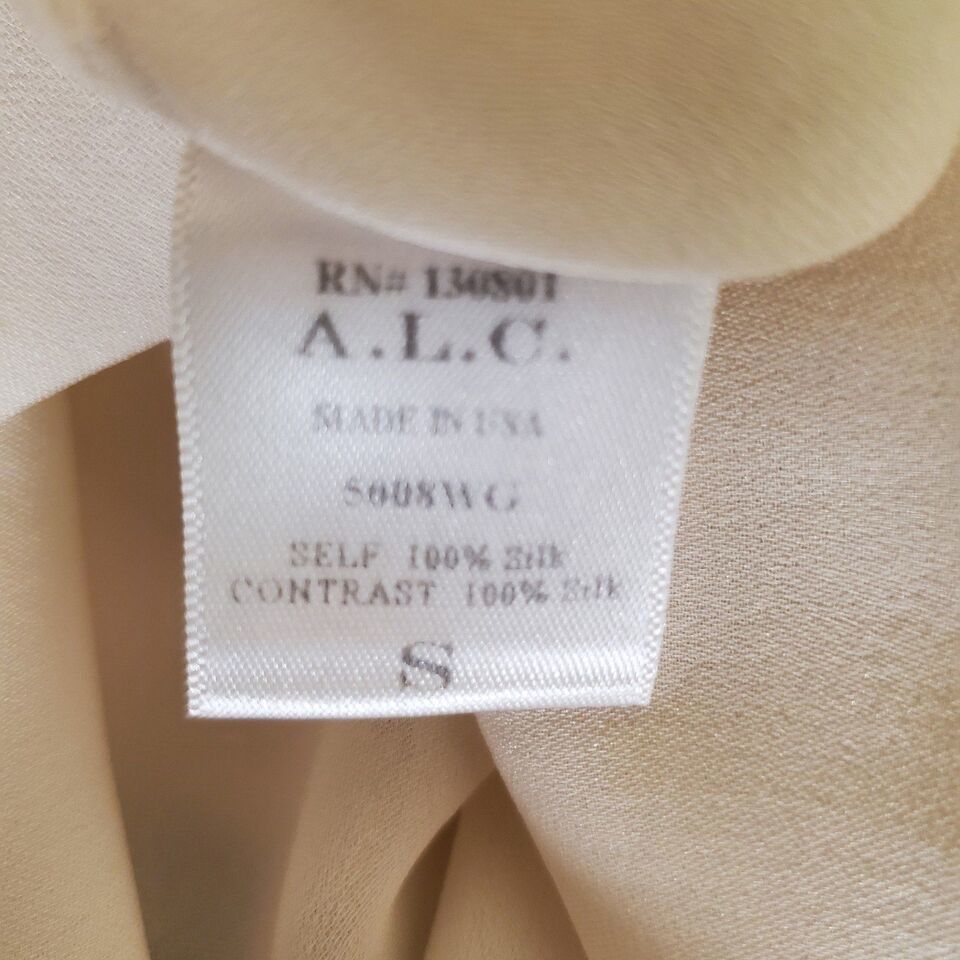 RN# 130801
A.L.C.
MADE IN USA
5008WG
SELF 100% Silk
CONTRAST 100% Silk
S